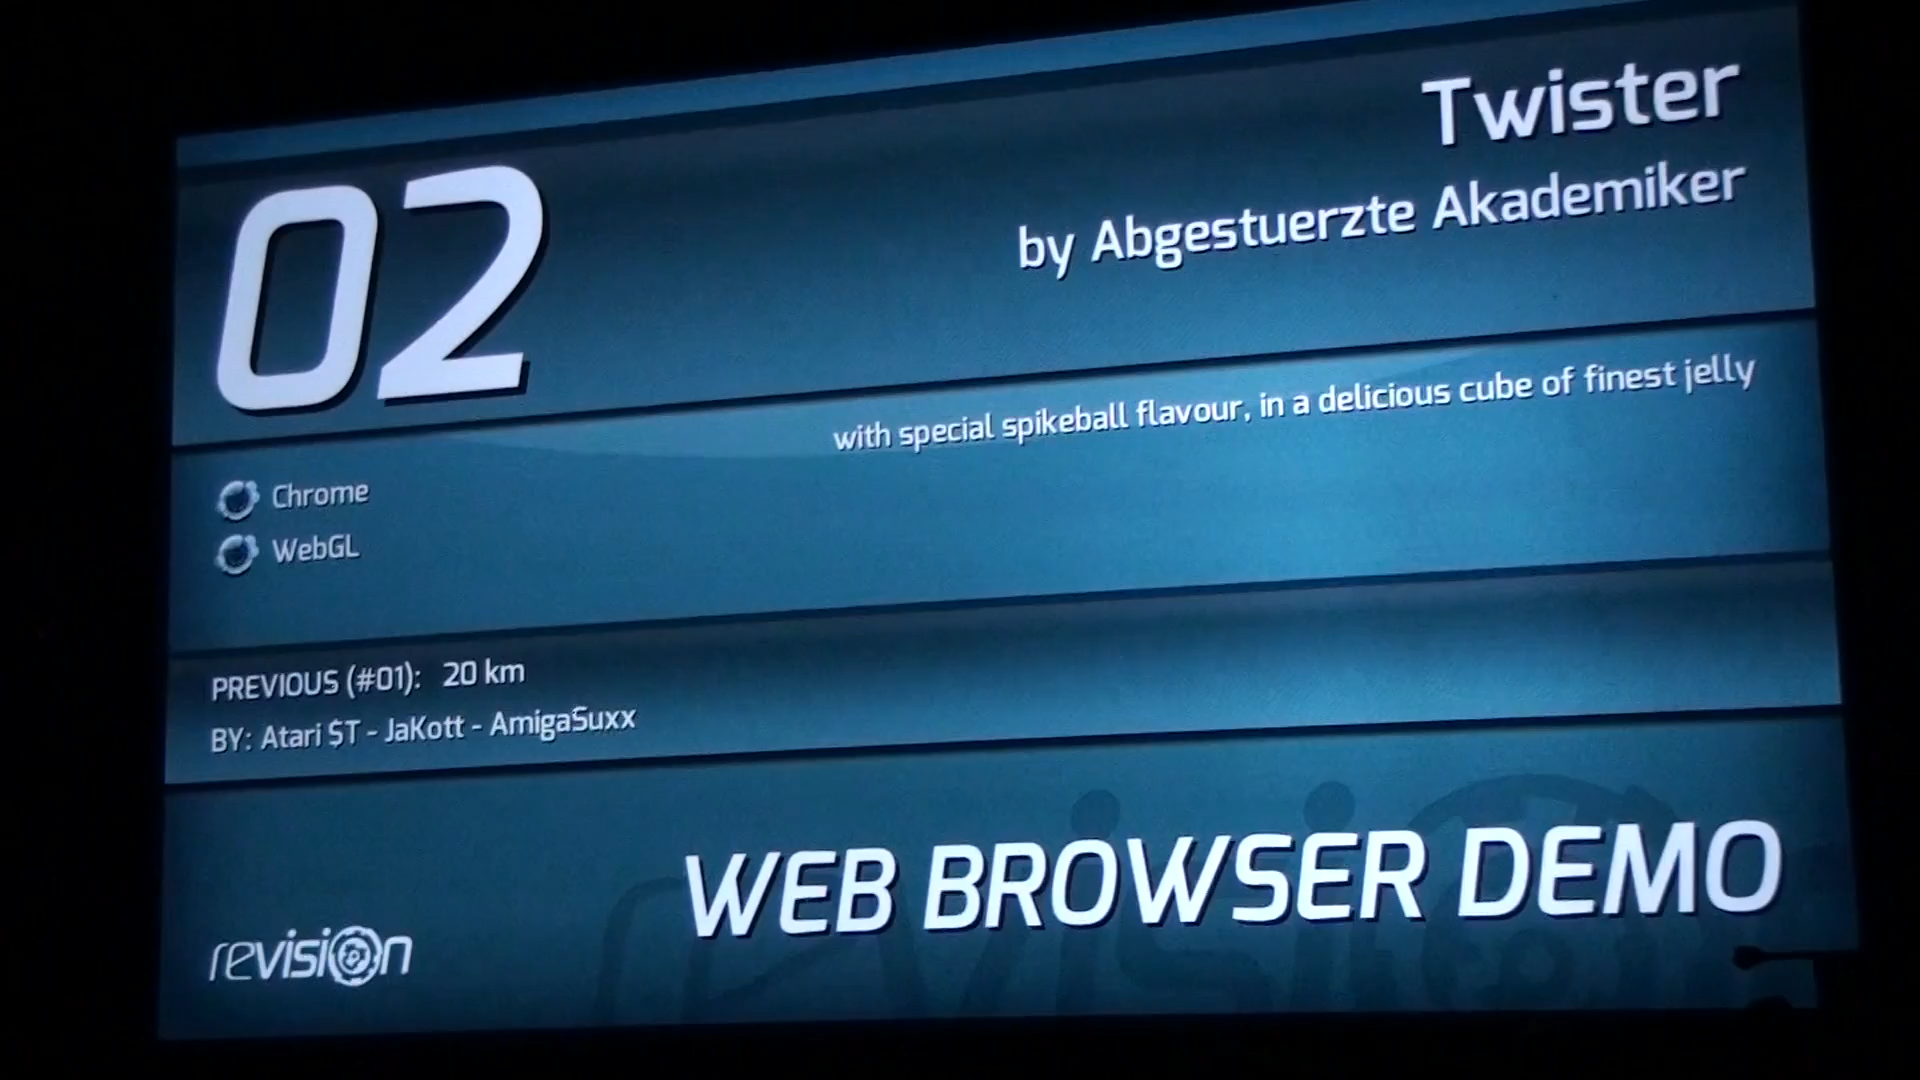 02
Twister
by Abgestuerzte Akademiker
with special spikeball flavour, in a delicious cube of finest jelly
Chrome
WebGL
PREVIOUS (#01): 20 km
BY: Atari $T - JaKott - AmigaSuxx
WEB BROWSER DEMO
revision